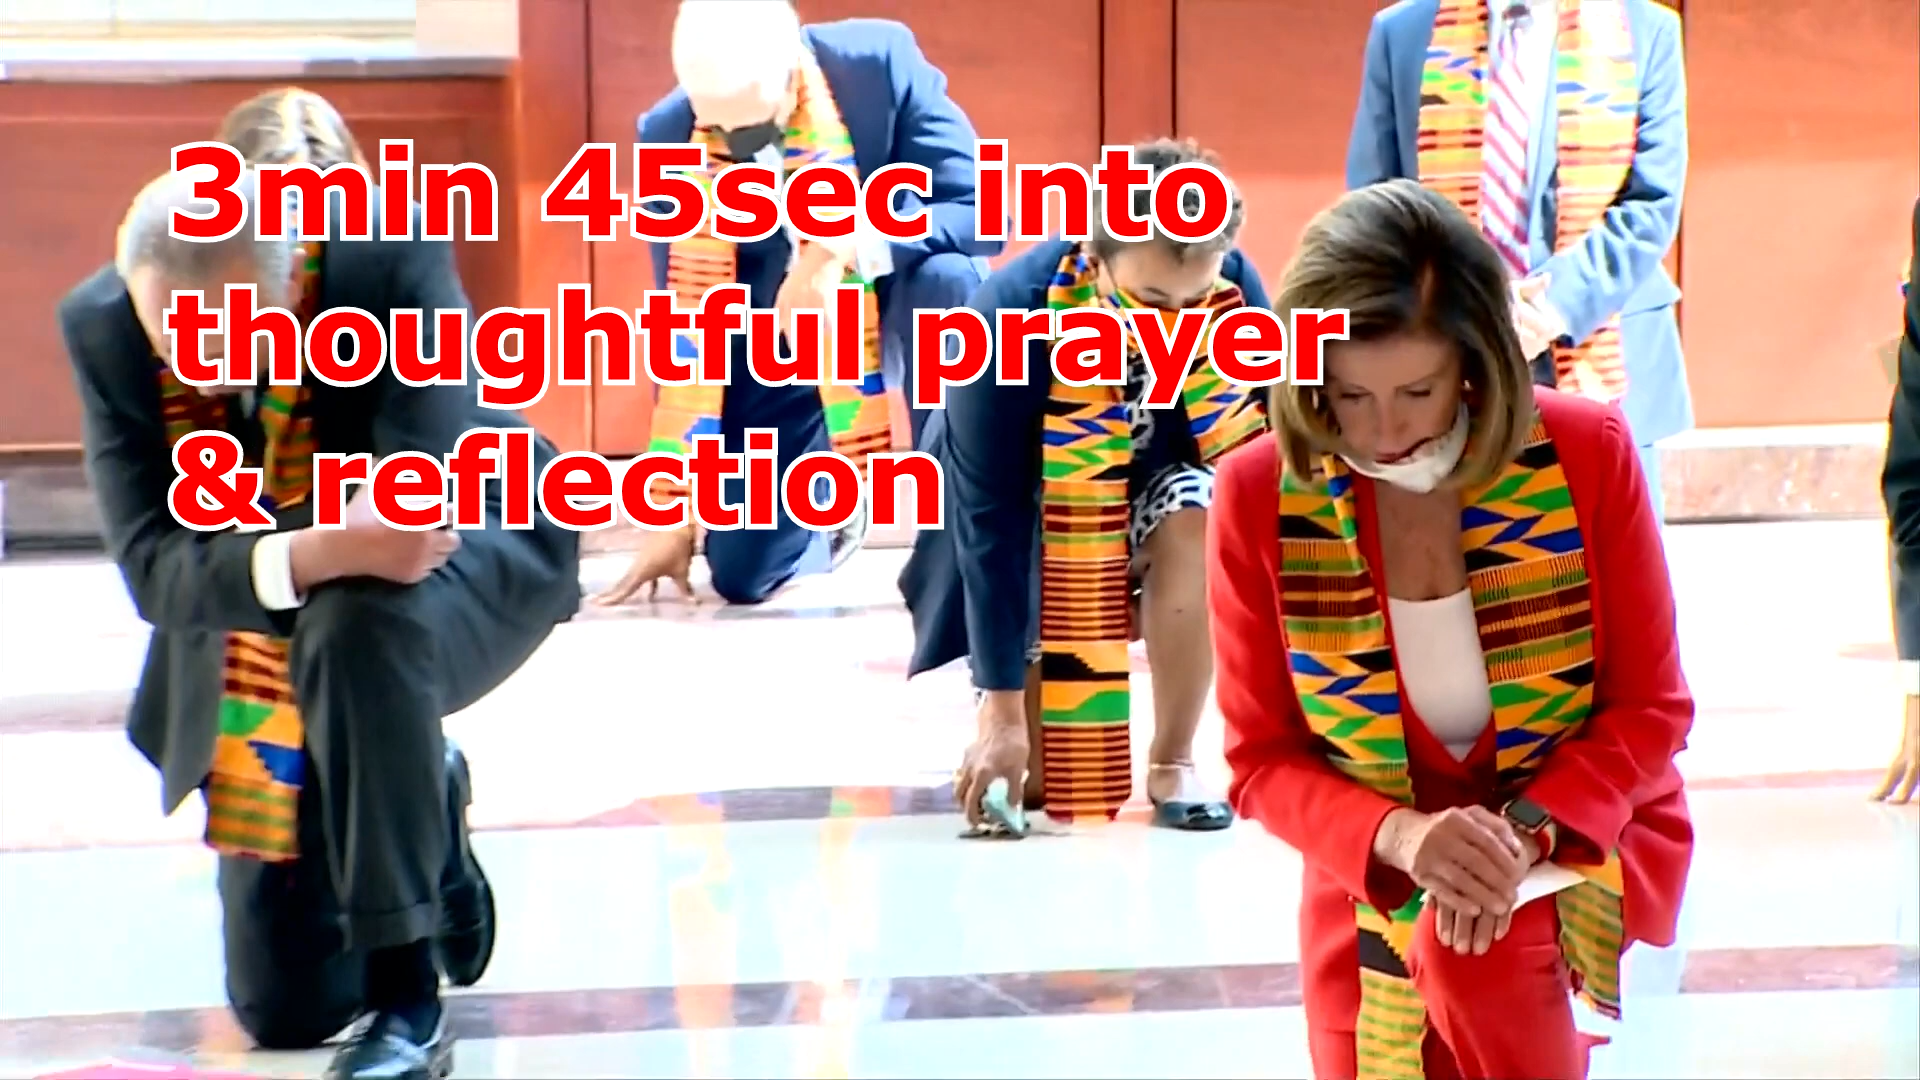 3min 45sec into
thoughtful prayer
& reflection